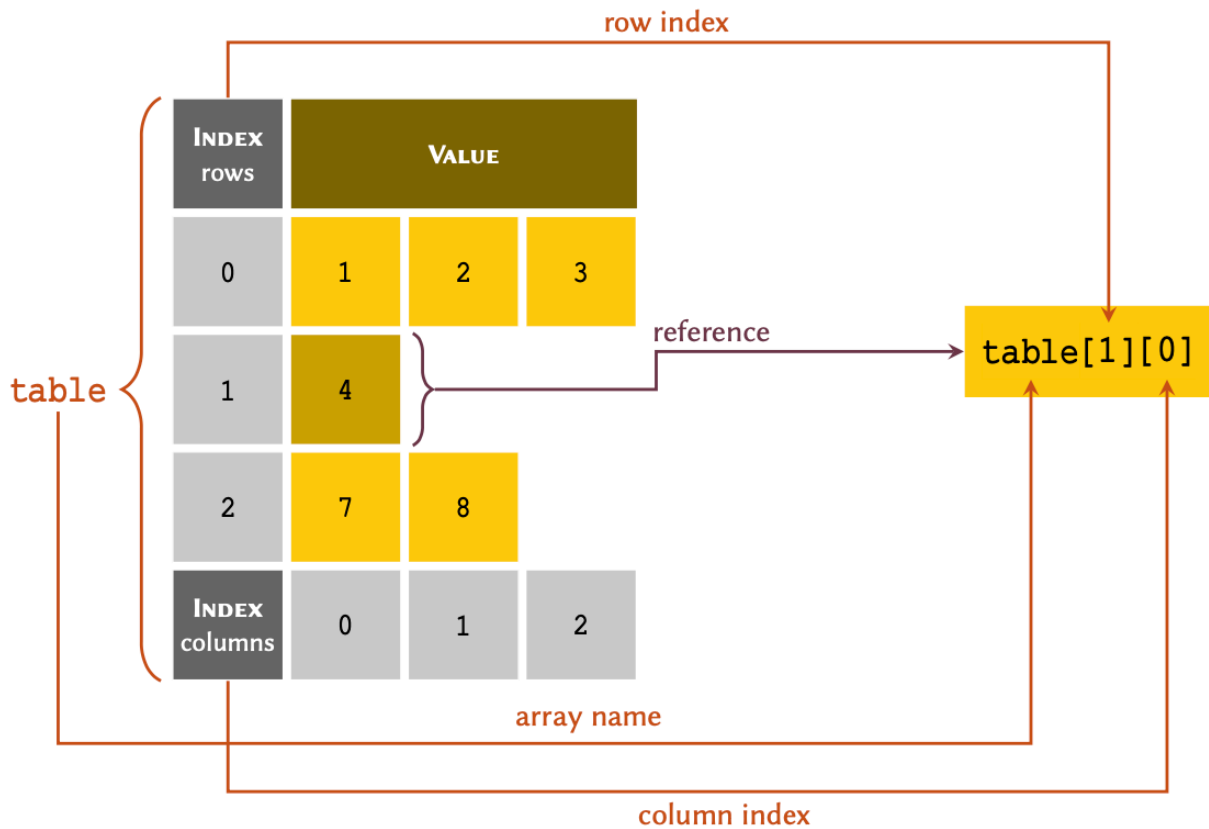 row index
INDEX
rows
VALUE
0 1 2 3
reference
table[1][0]
1 4
table
2 7 8
INDEX
columns
0 1 2
array name
column index